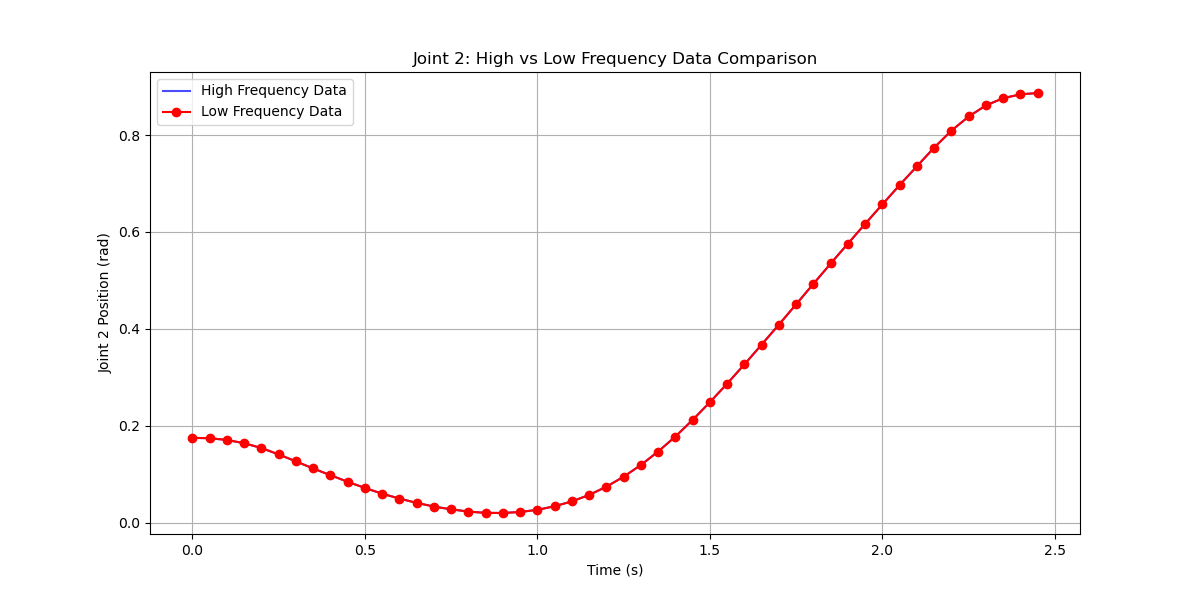 Joint 2: High vs Low Frequency Data Comparison
High Frequency Data
Low Frequency Data
Joint 2 Position (rad)
0.8
0.6
0.4
0.2
0.0
0.0 0.5 1.0 1.5 2.0 2.5
Time (s)